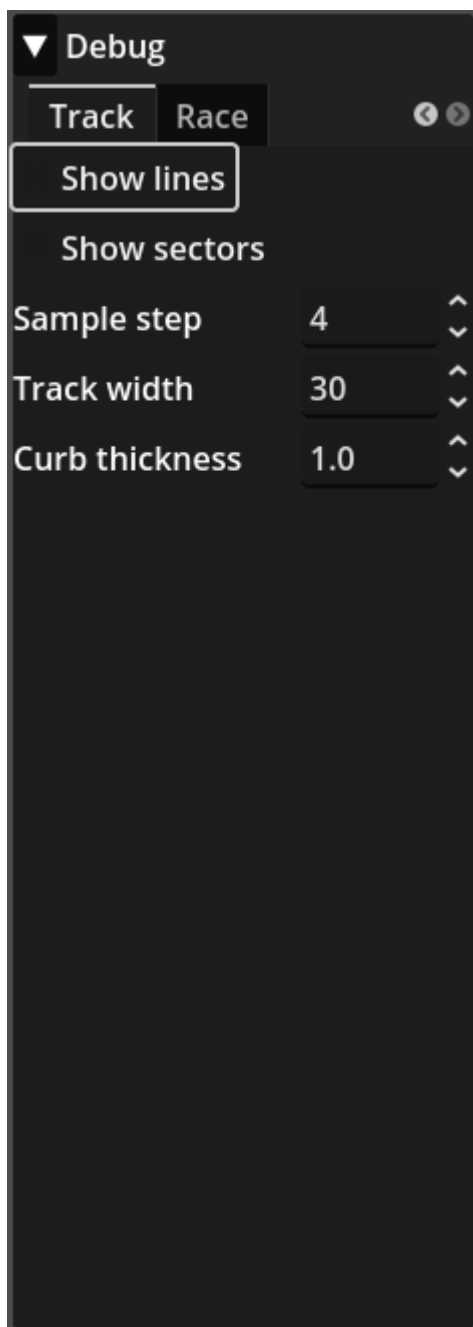 Debug
Track Race
Show lines
Show sectors
Sample step 4
Track width 30
Curb thickness 1.0